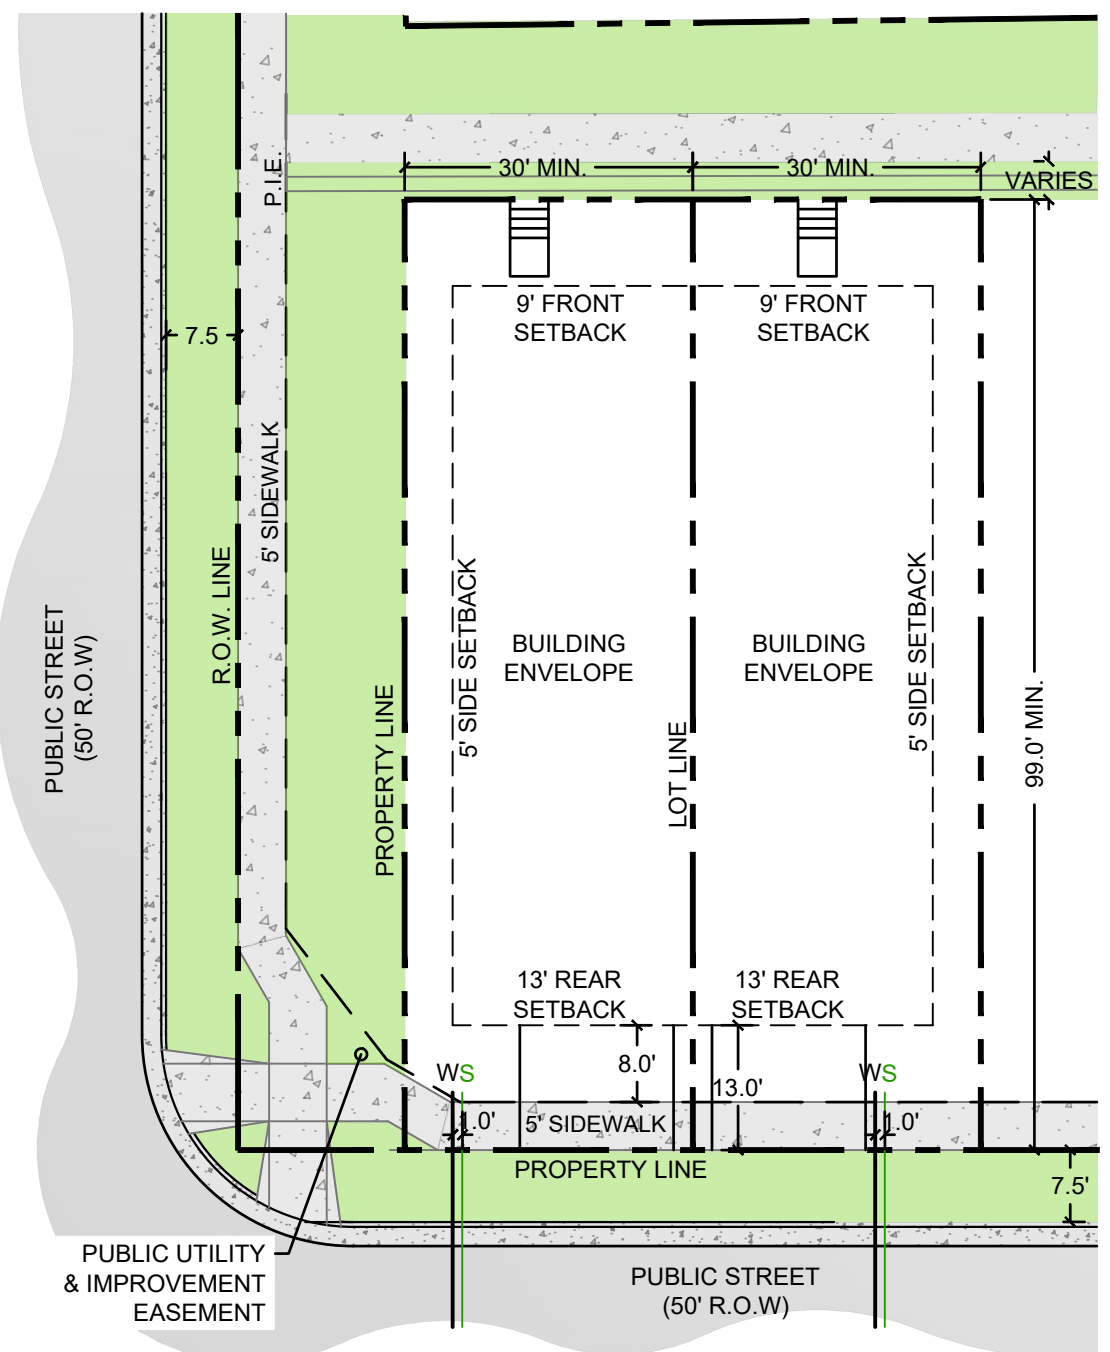 30' MIN.
30' MIN.
VARIES
P.I.E.
9' FRONT
SETBACK
9' FRONT
SETBACK
7.5
5' SIDEWALK
R.O.W. LINE
PUBLIC STREET
(50' R.O.W)
PROPERTY LINE
5' SIDE SETBACK
BUILDING
ENVELOPE
LOT LINE
BUILDING
ENVELOPE
5' SIDE SETBACK
99.0' MIN.
13' REAR
SETBACK
13' REAR
SETBACK
WS
8.0'
13.0'
WS
1.0'
5' SIDEWALK
1.0'
PROPERTY LINE
7.5'
PUBLIC UTILITY
& IMPROVEMENT
EASEMENT
PUBLIC STREET
(50' R.O.W)